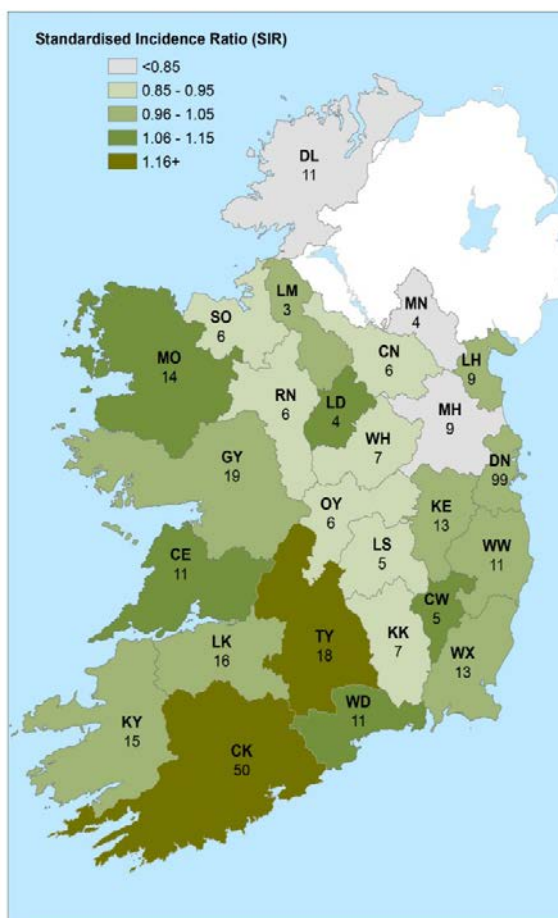 Standardised Incidence Ratio (SIR)
<0.85
0.85 - 0.95
0.96 - 1.05
1.06 - 1.15
1.16+
DL
11
LM
3
MN
4
SO
6
CN
6
LH
9
MO
14
RN
6
LD
4
MH
9
WH
7
GY
19
DN
99
OY
6
KE
13
LS
5
WW
11
CE
11
CW
5
TY
18
KK
7
LK
16
WX
13
WD
11
KY
15
CK
50